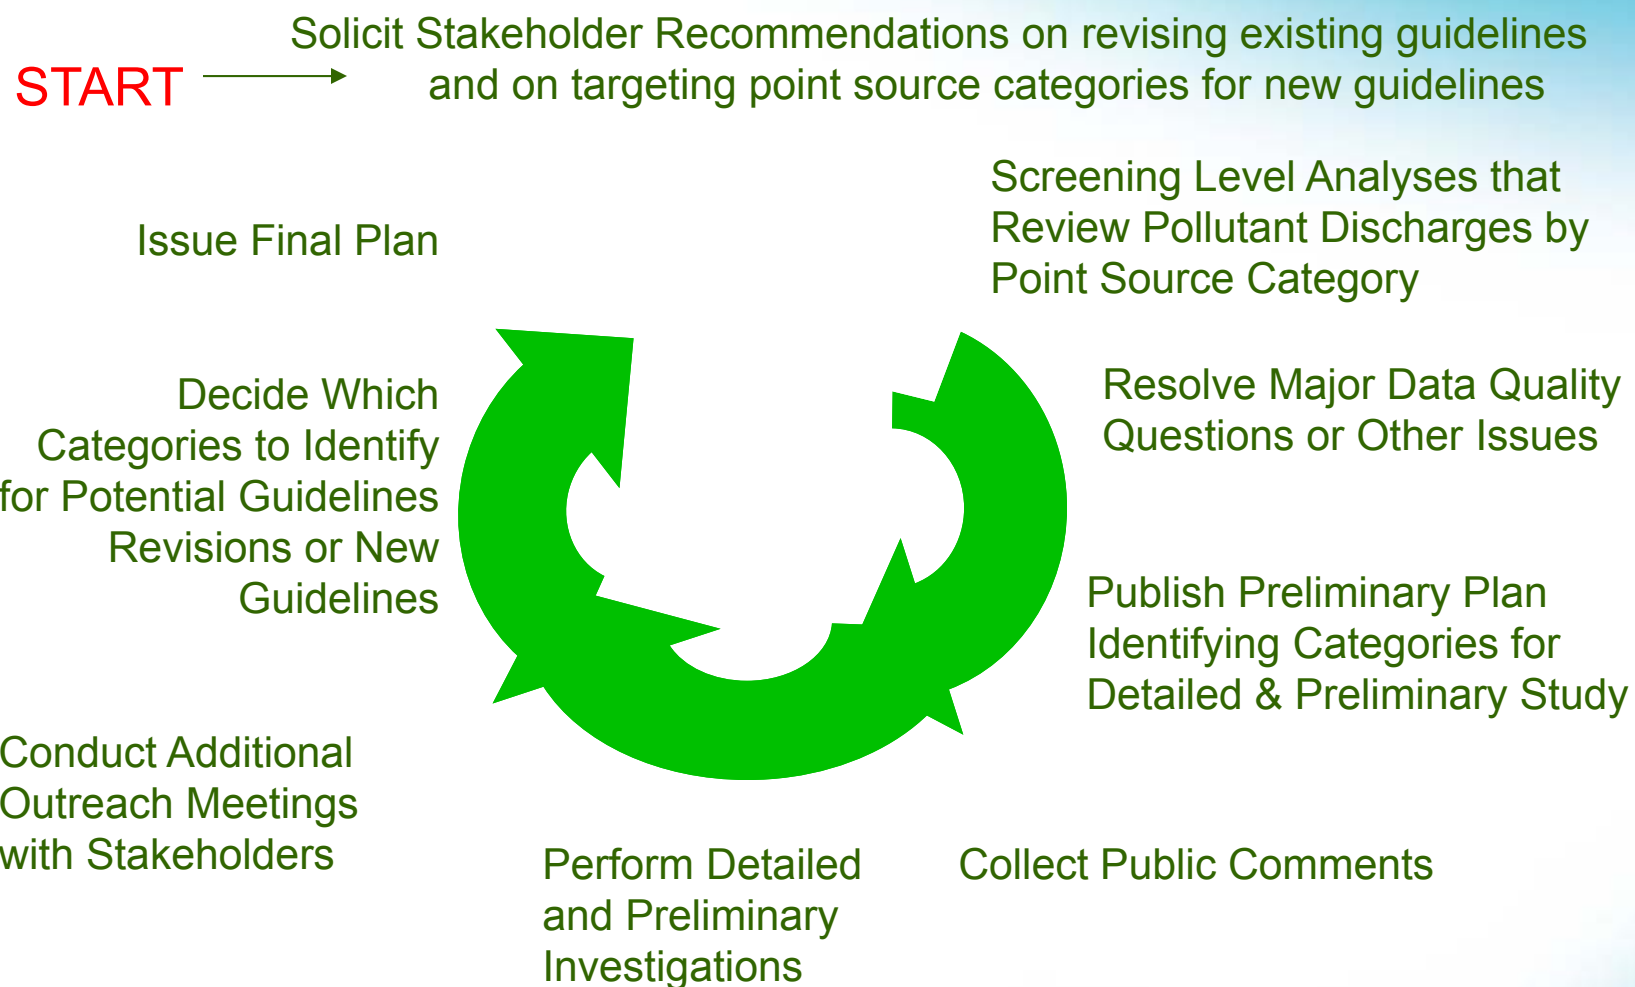 START
Solicit Stakeholder Recommendations on revising existing guidelines
and on targeting point source categories for new guidelines
Screening Level Analyses that
Review Pollutant Discharges by
Point Source Category
Resolve Major Data Quality
Questions or Other Issues
Publish Preliminary Plan
Identifying Categories for
Detailed & Preliminary Study
Collect Public Comments
Perform Detailed
and Preliminary
Investigations
Conduct Additional
Outreach Meetings
with Stakeholders
Decide Which
Categories to Identify
for Potential Guidelines
Revisions or New
Guidelines
Issue Final Plan